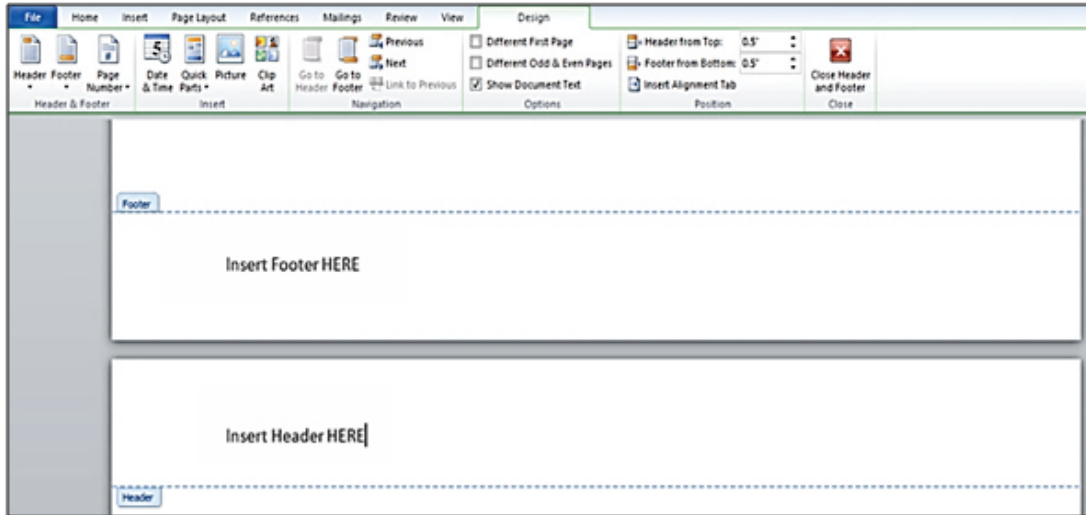 File Home Insert Page Layout References Mailings Review View Design
Header Footer Page Number
Header & Footer
Date & Time Quick Parts Picture Clip Art
Insert
Go to Header Go to Footer Previous Next Link to Previous
Navigation
Different First Page
Different Odd & Even Pages
Show Document Text
Options
Header from Top: 0.5"
Footer from Bottom: 0.5"
Insert Alignment Tab
Position
Close Header and Footer
Close
Footer
Insert Footer HERE
Insert Header HERE
Header